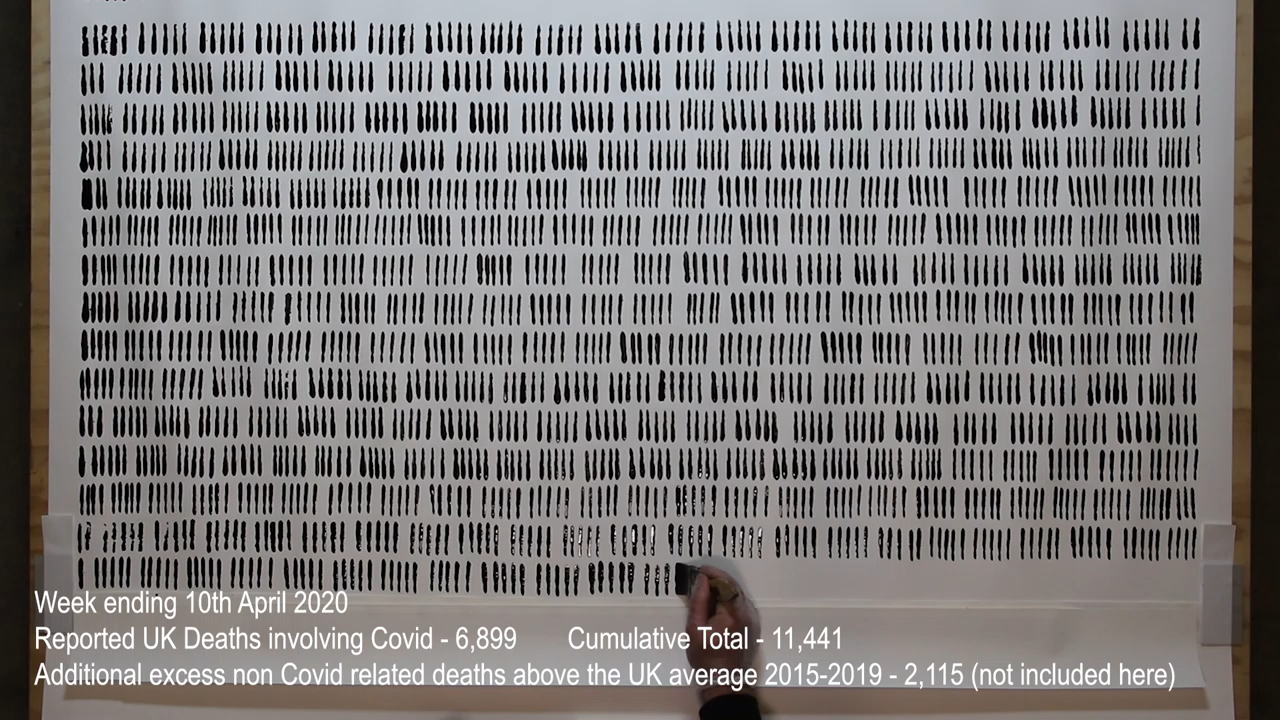 Week ending 10th April 2020
Reported UK Deaths involving Covid - 6,899 Cumulative Total - 11,441
Additional excess non Covid related deaths above the UK average 2015-2019 - 2,115 (not included here)